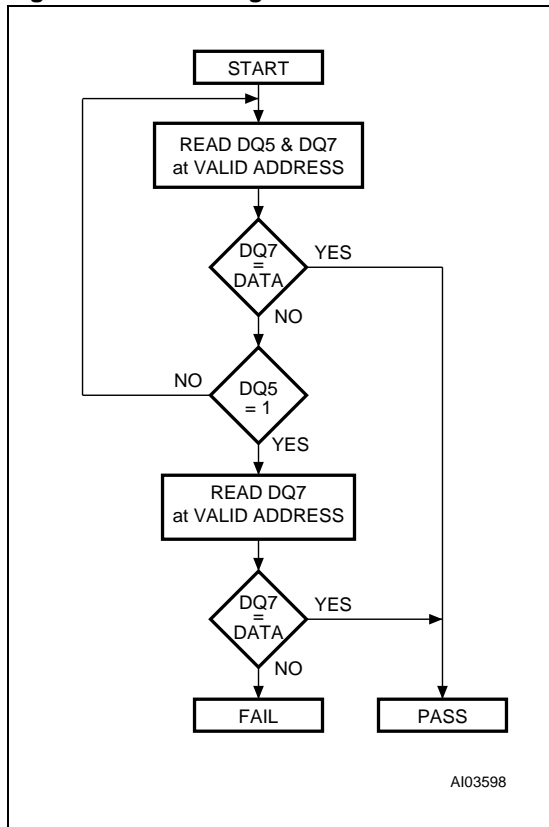 START
READ DQ5 & DQ7
at VALID ADDRESS
DQ7
=
DATA
YES
NO
NO
DQ5
= 1
YES
READ DQ7
at VALID ADDRESS
DQ7
=
DATA
YES
NO
FAIL
PASS
AI03598